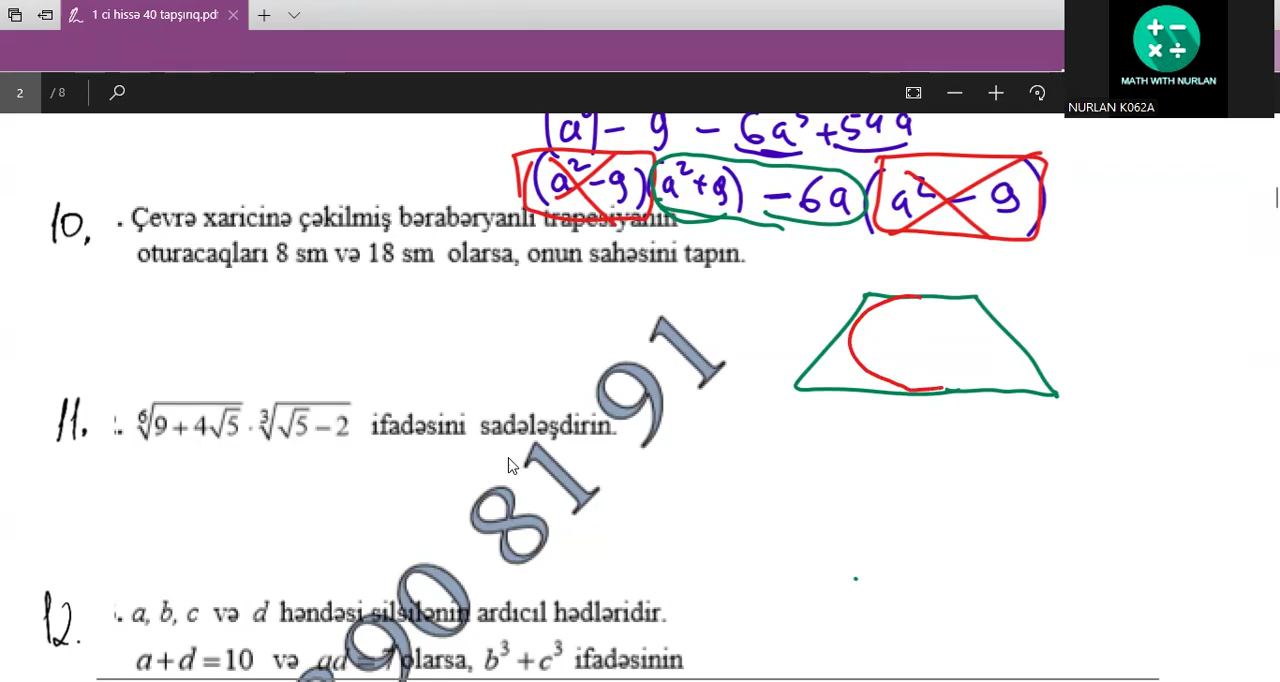 1 ci hissə 40 tapşırıq.pdf
2 / 8
MATH WITH NURLAN
NURLAN K062A
(a² - 9)(a² + 9) - 6a(a² - 9)
10. . Çevrə xaricinə çəkilmiş bərabəryanlı trapesiyanın
oturacaqları 8 sm və 18 sm olarsa, onun sahəsini tapın.
11. ⁶√(9 + 4√5) · ³√(√5 − 2) ifadəsini sadələşdirin.
90 8191
12. . a, b, c və d həndəsi silsilənin ardıcıl hədləridir.
a + d = 10 və ad = 7 olarsa, b³ + c³ ifadəsinin